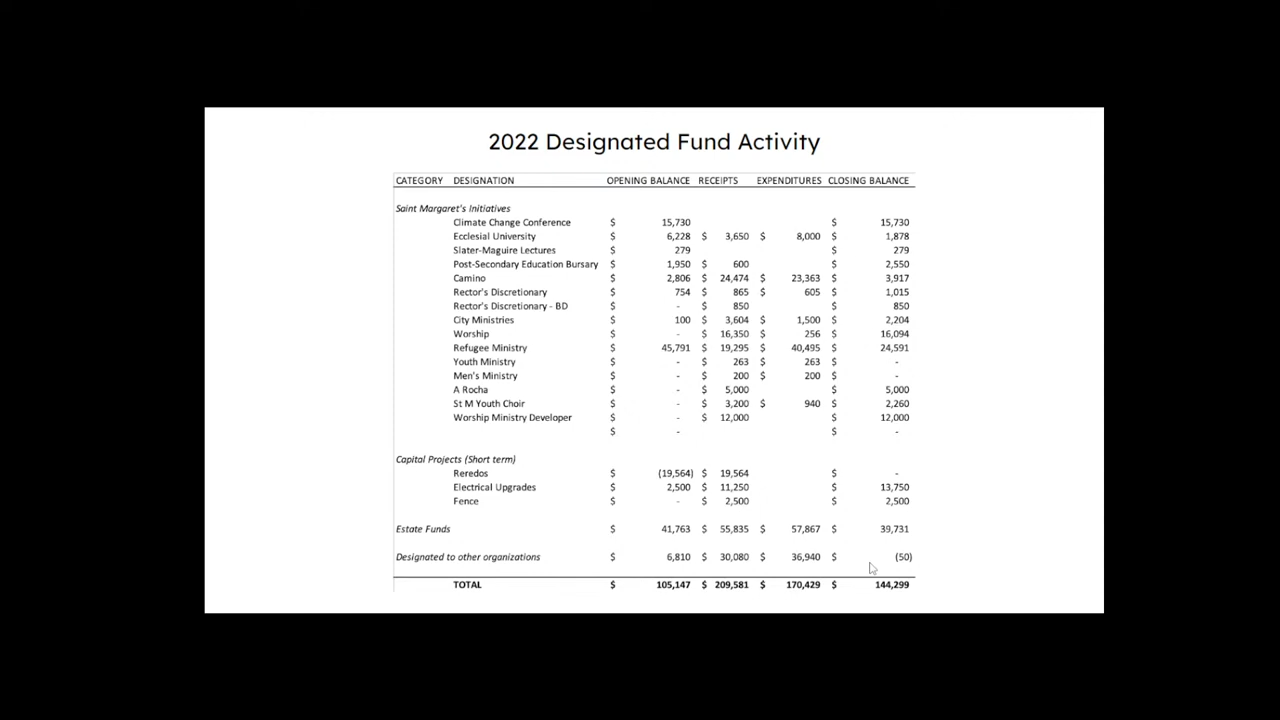 2022 Designated Fund Activity
CATEGORY DESIGNATION OPENING BALANCE RECEIPTS EXPENDITURES CLOSING BALANCE
Saint Margaret's Initiatives
Climate Change Conference $ 15,730 $ 15,730
Ecclesial University $ 6,228 $ 3,650 $ 8,000 $ 1,878
Slater-Maguire Lectures $ 279 $ 279
Post-Secondary Education Bursary $ 1,950 $ 600 $ 2,550
Camino $ 2,806 $ 24,474 $ 23,363 $ 3,917
Rector's Discretionary $ 754 $ 865 $ 605 $ 1,015
Rector's Discretionary - BD $ - $ 850 $ 850
City Ministries $ 100 $ 3,604 $ 1,500 $ 2,204
Worship $ - $ 16,350 $ 256 $ 16,094
Refugee Ministry $ 45,791 $ 19,295 $ 40,495 $ 24,591
Youth Ministry $ - $ 263 $ 263 $ -
Men's Ministry $ - $ 200 $ 200 $ -
A Rocha $ - $ 5,000 $ 5,000
St M Youth Choir $ - $ 3,200 $ 940 $ 2,260
Worship Ministry Developer $ - $ 12,000 $ 12,000
$ - $ -
Capital Projects (Short term)
Reredos $ (19,564) $ 19,564 $ -
Electrical Upgrades $ 2,500 $ 11,250 $ 13,750
Fence $ - $ 2,500 $ 2,500
Estate Funds $ 41,763 $ 55,835 $ 57,867 $ 39,731
Designated to other organizations $ 6,810 $ 30,080 $ 36,940 $ (50)
TOTAL $ 105,147 $ 209,581 $ 170,429 $ 144,299